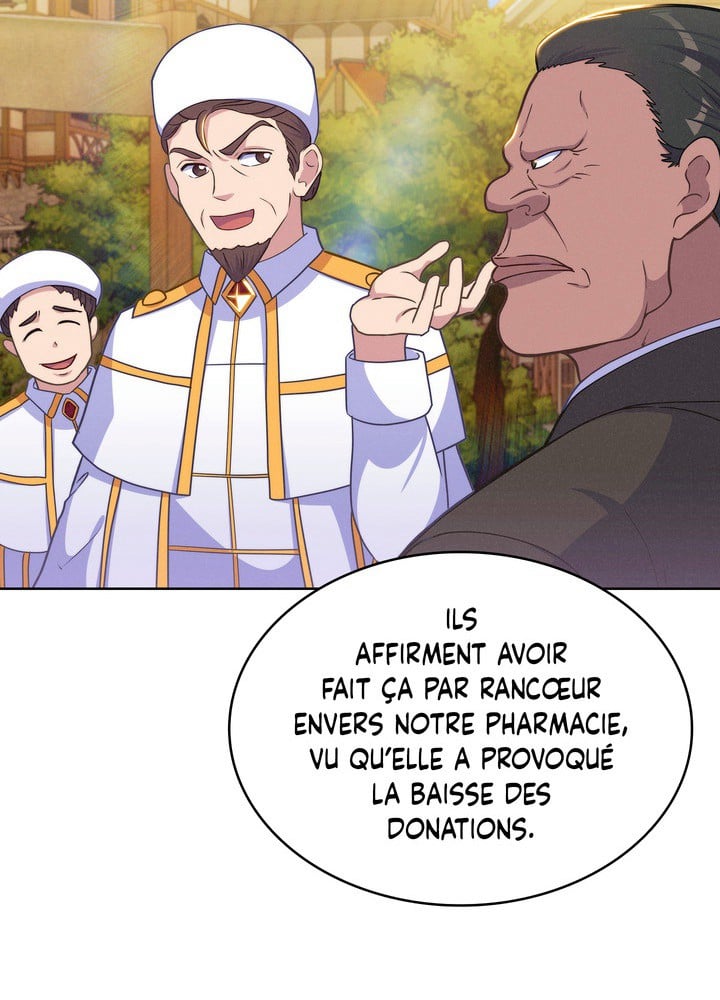 ILS
AFFIRMENT AVOIR
FAIT ÇA PAR RANCŒUR
ENVERS NOTRE PHARMACIE,
VU QU'ELLE A PROVOQUÉ
LA BAISSE DES
DONATIONS.